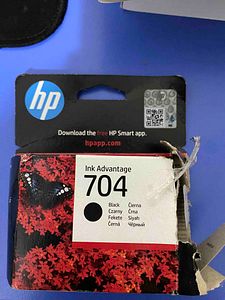 hp
Download the free HP Smart app.
hpapp.com
Ink Advantage
704
Black Čierna
Czarny Črna
Fekete Siyah
Černá Чёрный